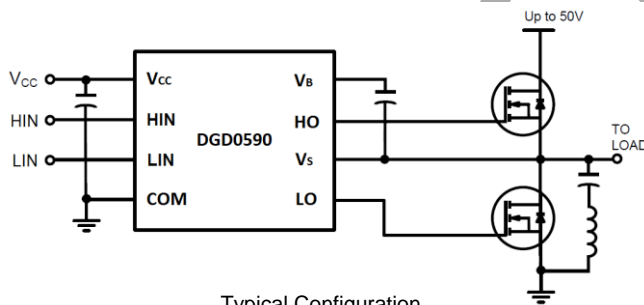 Up to 50V
VCC
HIN
LIN
Vcc
HIN
LIN
COM
DGD0590
VB
HO
VS
LO
TO
LOAD
Typical Configuration